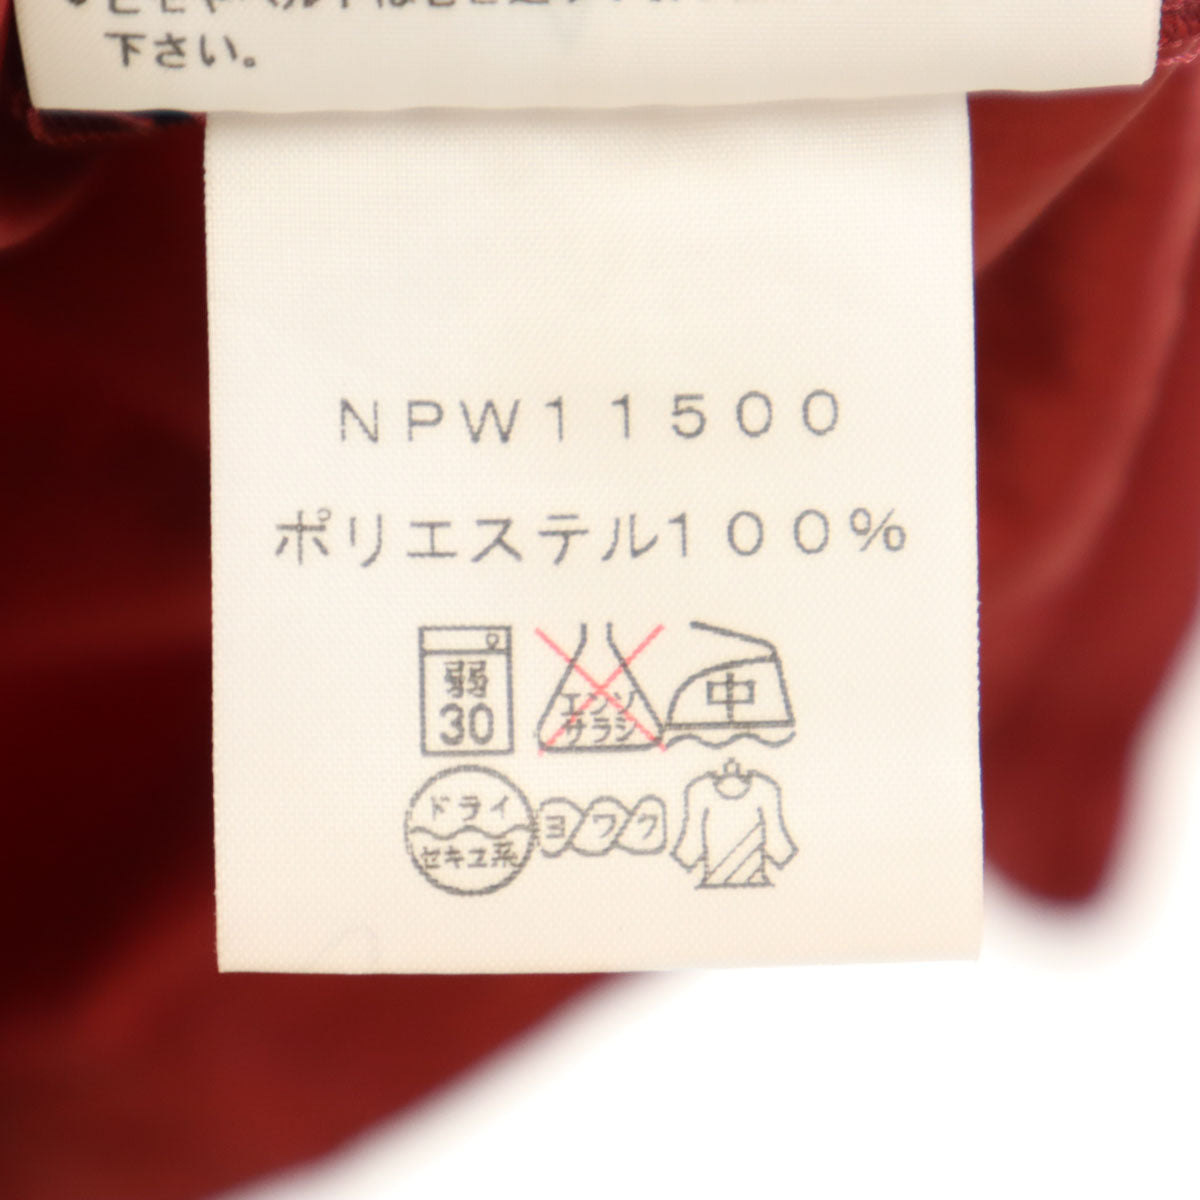 下さい。
NPW11500
ポリエステル100%
弱
30
エンソ
サラシ
中
ドライ
セキユ系
ヨワク